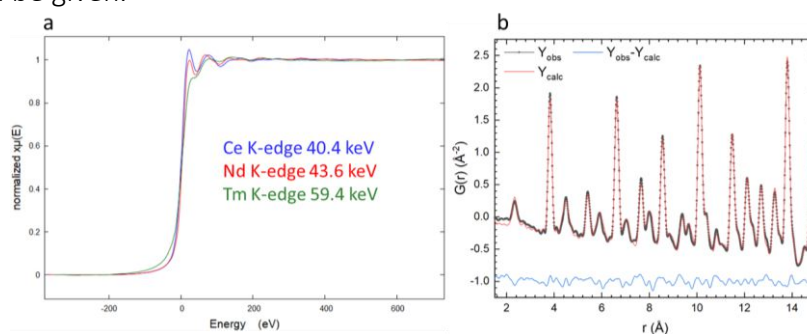 be given.
a
normalized xμ(E)
1
0.8
0.6
0.4
0.2
0
Ce K-edge 40.4 keV
Nd K-edge 43.6 keV
Tm K-edge 59.4 keV
-200 0 200 400 600
Energy (eV)
b
Yobs Yobs-Ycalc
Ycalc
G(r) (Å-2)
2.5
2.0
1.5
1.0
0.5
0.0
-0.5
-1.0
2 4 6 8 10 12 14
r (Å)